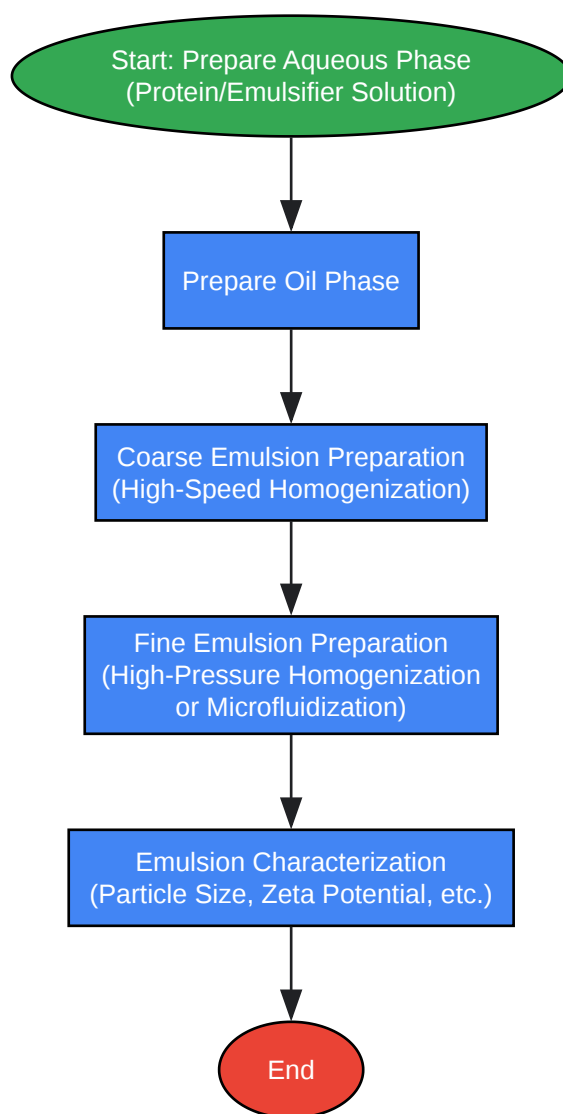 Start: Prepare Aqueous Phase
(Protein/Emulsifier Solution)
Prepare Oil Phase
Coarse Emulsion Preparation
(High-Speed Homogenization)
Fine Emulsion Preparation
(High-Pressure Homogenization
or Microfluidization)
Emulsion Characterization
(Particle Size, Zeta Potential, etc.)
End